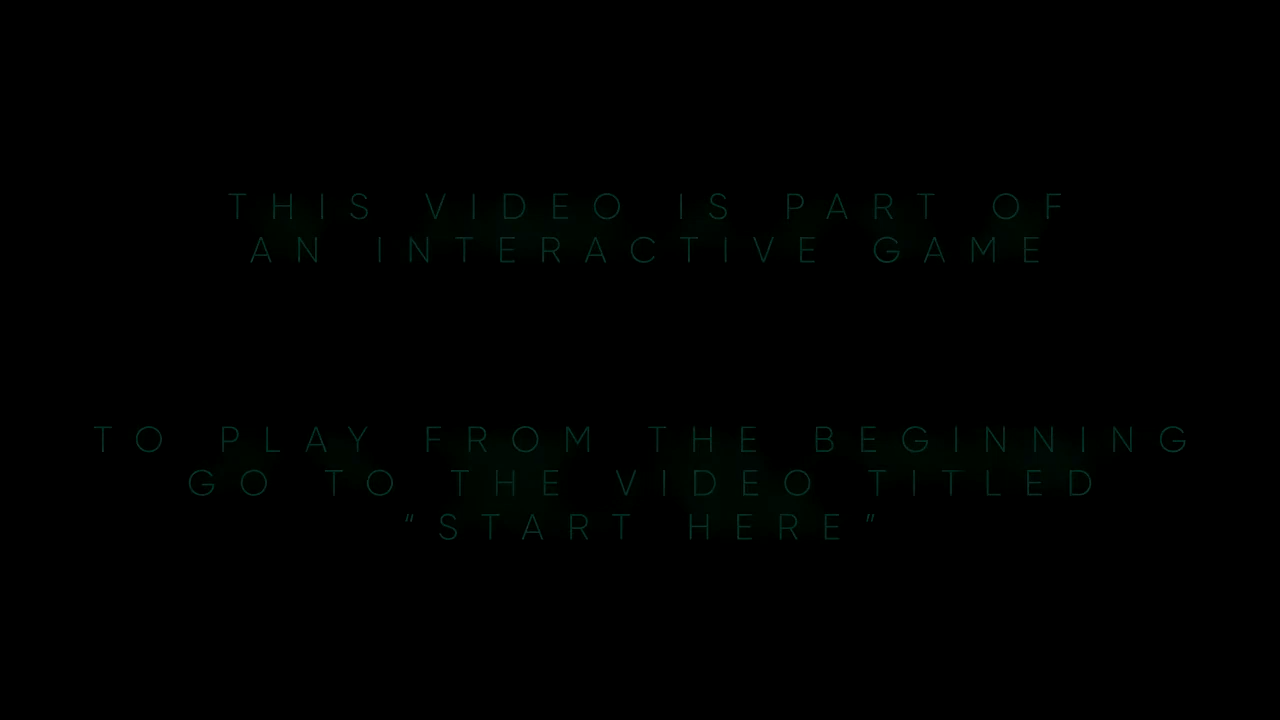 THIS VIDEO IS PART OF
AN INTERACTIVE GAME
TO PLAY FROM THE BEGINNING
GO TO THE VIDEO TITLED
“START HERE”